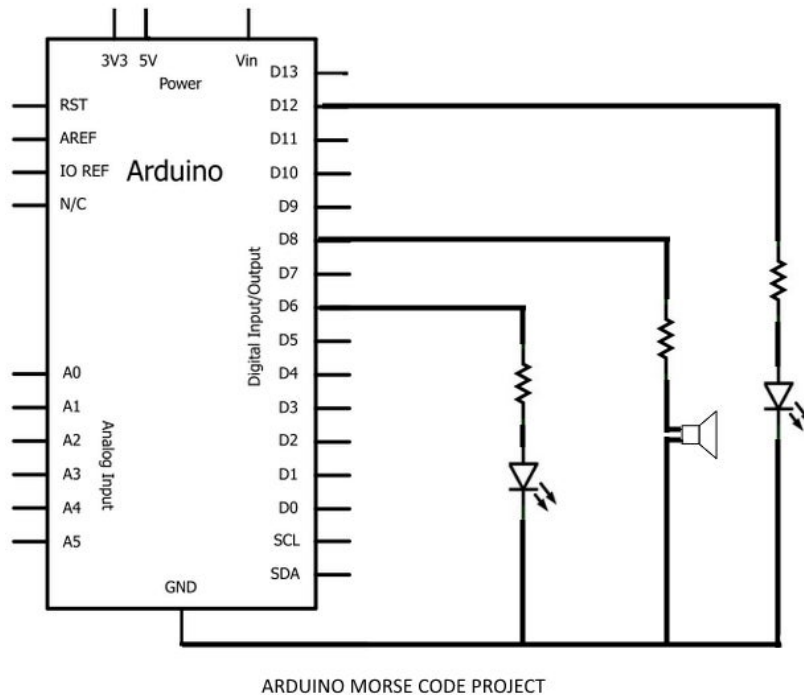 3V3 5V Vin
Power
RST
AREF
IO REF
N/C
Arduino
A0
A1
A2
A3
A4
A5
Analog Input
D13
D12
D11
D10
D9
D8
D7
D6
D5
D4
D3
D2
D1
D0
SCL
SDA
Digital Input/Output
GND
ARDUINO MORSE CODE PROJECT